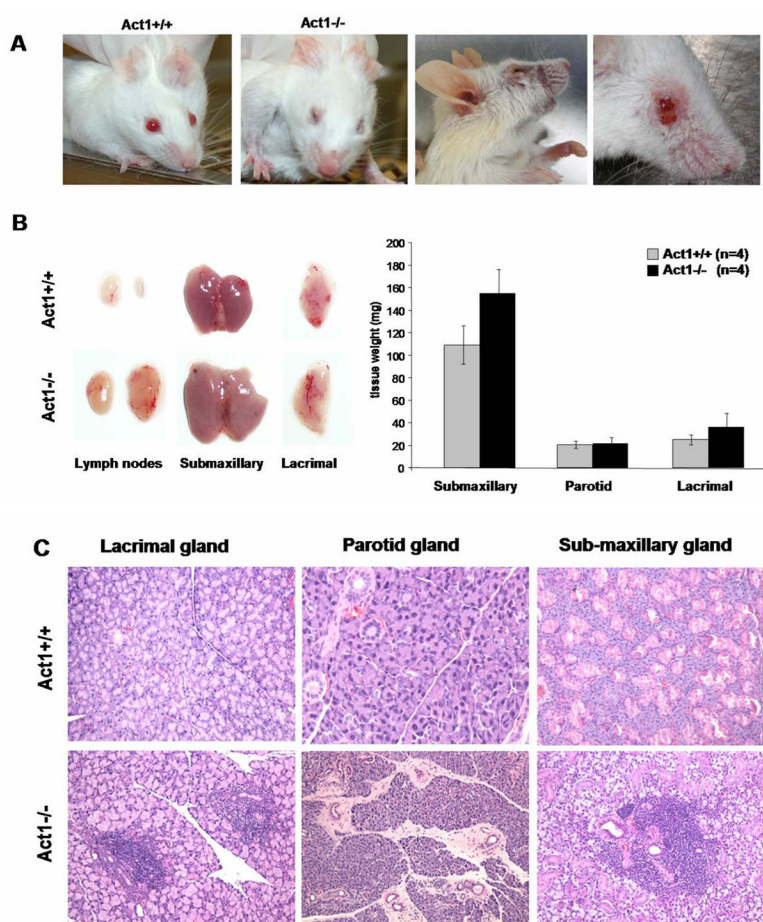 Act1+/+ Act1-/-
A
B
Act1+/+
Act1-/-
Lymph nodes Submaxillary Lacrimal
tissue weight (mg)
200
180
160
140
120
100
80
60
40
20
0
Act1+/+ (n=4)
Act1-/- (n=4)
Submaxillary Parotid Lacrimal
C
Lacrimal gland Parotid gland Sub-maxillary gland
Act1+/+
Act1-/-